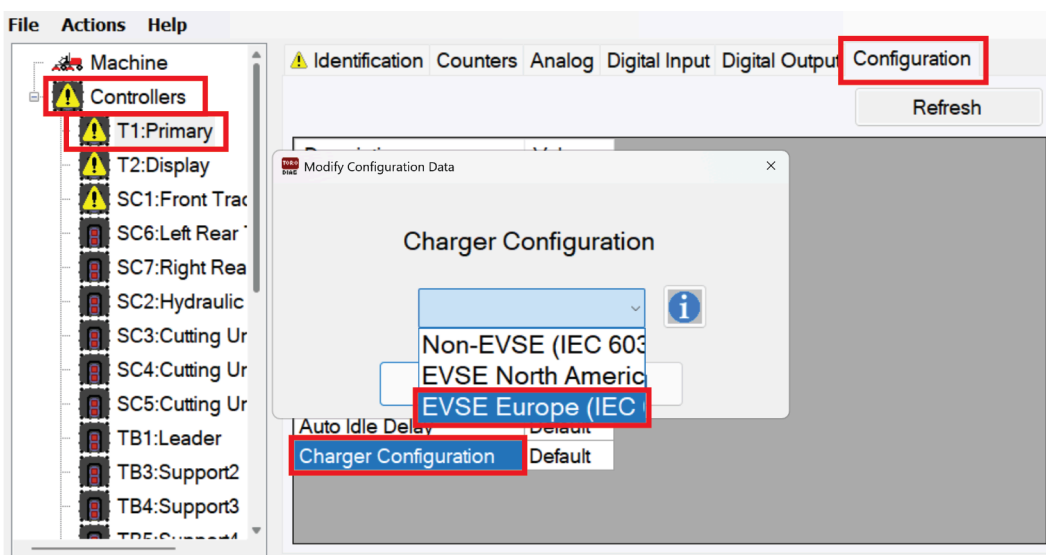 File Actions Help
Machine
Controllers
T1:Primary
T2:Display
SC1:Front Trac
SC6:Left Rear
SC7:Right Rea
SC2:Hydraulic
SC3:Cutting Ur
SC4:Cutting Ur
SC5:Cutting Ur
TB1:Leader
TB3:Support2
TB4:Support3
Identification Counters Analog Digital Input Digital Output Configuration
Refresh
TORO
DIAG
Modify Configuration Data
Charger Configuration
Non-EVSE (IEC 603
EVSE North Americ
EVSE Europe (IEC
Auto Idle Delay Default
Charger Configuration Default